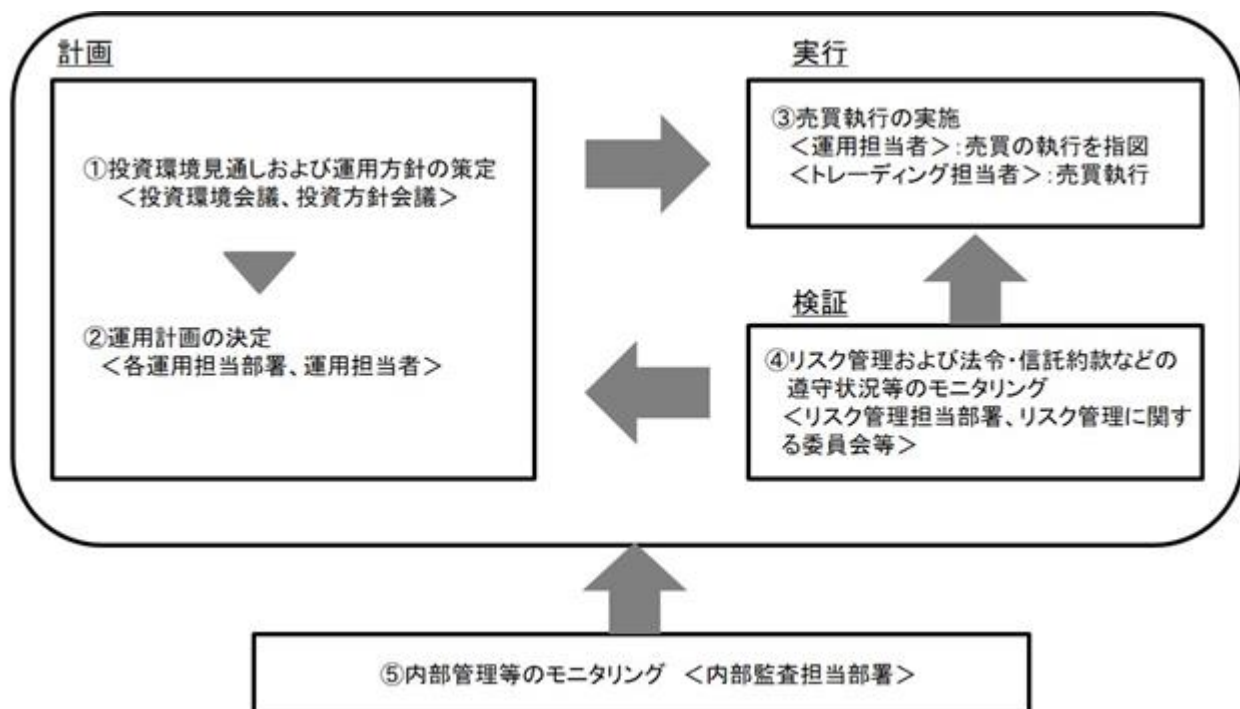 計画
①投資環境見通しおよび運用方針の策定
＜投資環境会議、投資方針会議＞
②運用計画の決定
＜各運用担当部署、運用担当者＞
実行
③売買執行の実施
＜運用担当者＞：売買の執行を指図
＜トレーディング担当者＞：売買執行
検証
④リスク管理および法令・信託約款などの
遵守状況等のモニタリング
＜リスク管理担当部署、リスク管理に関す
る委員会等＞
⑤内部管理等のモニタリング　＜内部監査担当部署＞